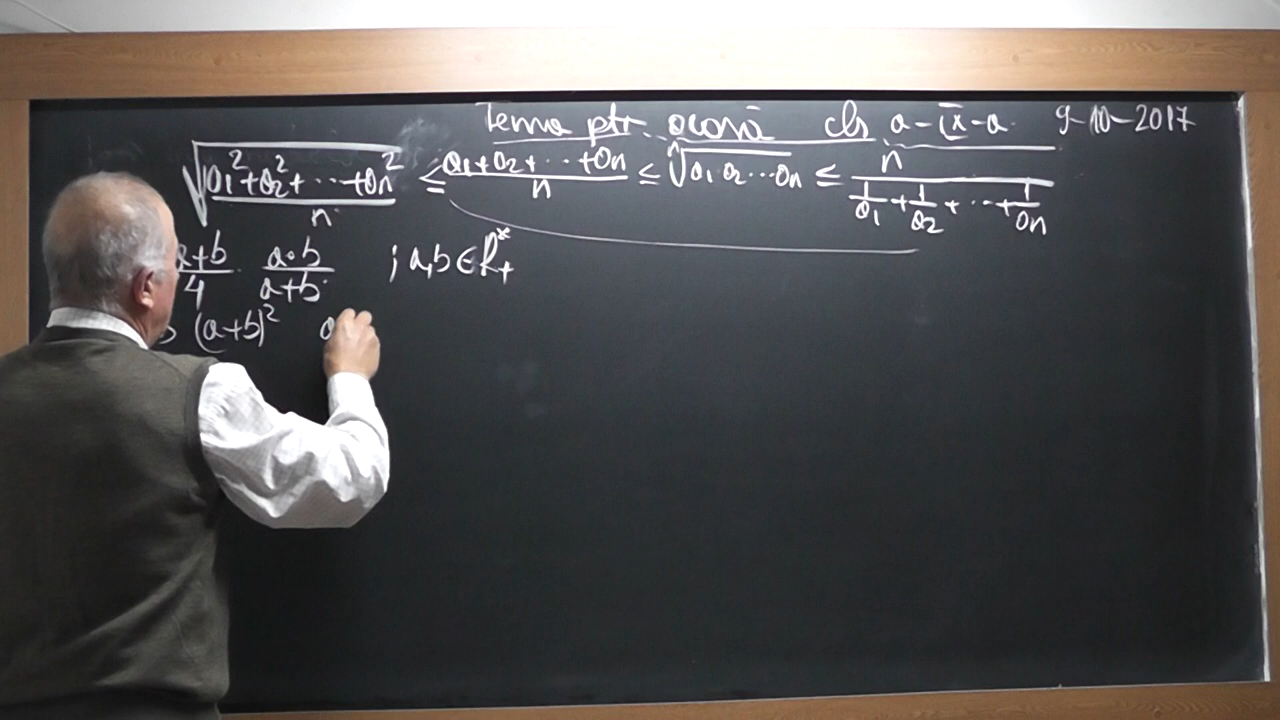 Tema ptr. acasă cls a-IX-a 9-10-2017
√((a₁²+a₂²+...+aₙ²)/n) ≤ (a₁+a₂+...+aₙ)/n ≤ ⁿ√(a₁a₂...aₙ) ≤ n/(1/a₁+1/a₂+...+1/aₙ)
(a+b)/4 (a•b)/(a+b) ; a,b∈R₊*
(a+b)² a